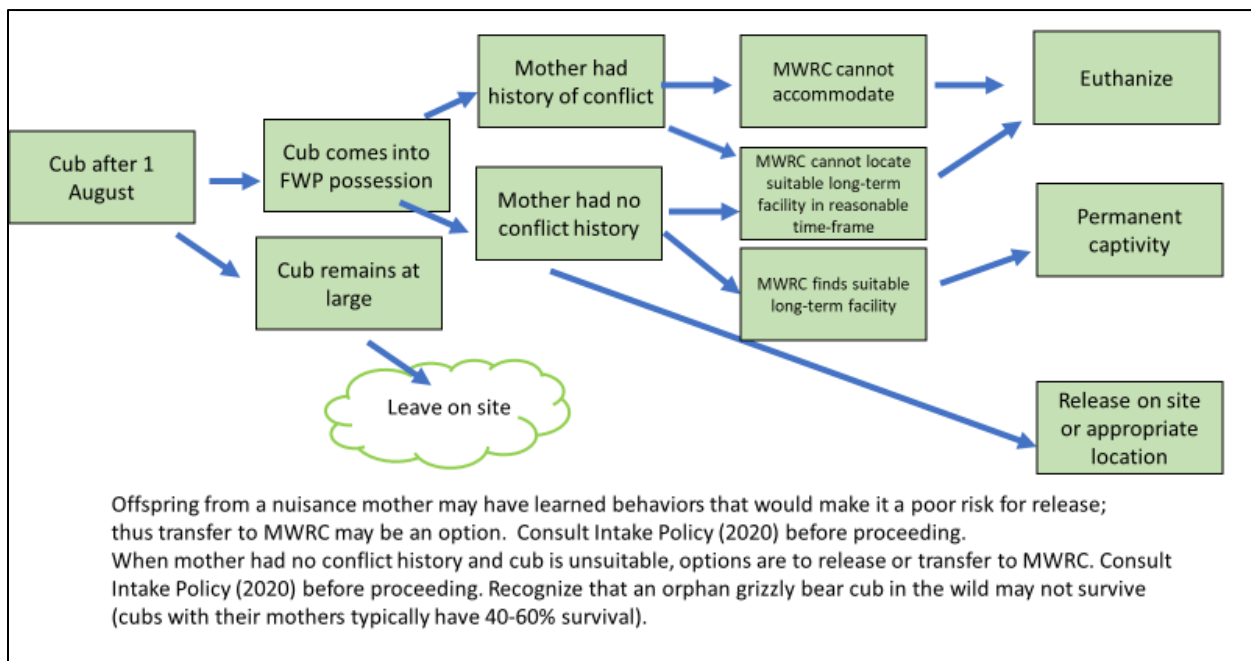 Cub after 1
August
Cub comes into
FWP possession
Cub remains at
large
Leave on site
Mother had
history of conflict
Mother had no
conflict history
MWRC cannot
accommodate
MWRC cannot locate
suitable long-term
facility in reasonable
time-frame
MWRC finds suitable
long-term facility
Euthanize
Permanent
captivity
Release on site
or appropriate
location
Offspring from a nuisance mother may have learned behaviors that would make it a poor risk for release;
thus transfer to MWRC may be an option.  Consult Intake Policy (2020) before proceeding.
When mother had no conflict history and cub is unsuitable, options are to release or transfer to MWRC. Consult
Intake Policy (2020) before proceeding. Recognize that an orphan grizzly bear cub in the wild may not survive
(cubs with their mothers typically have 40-60% survival).